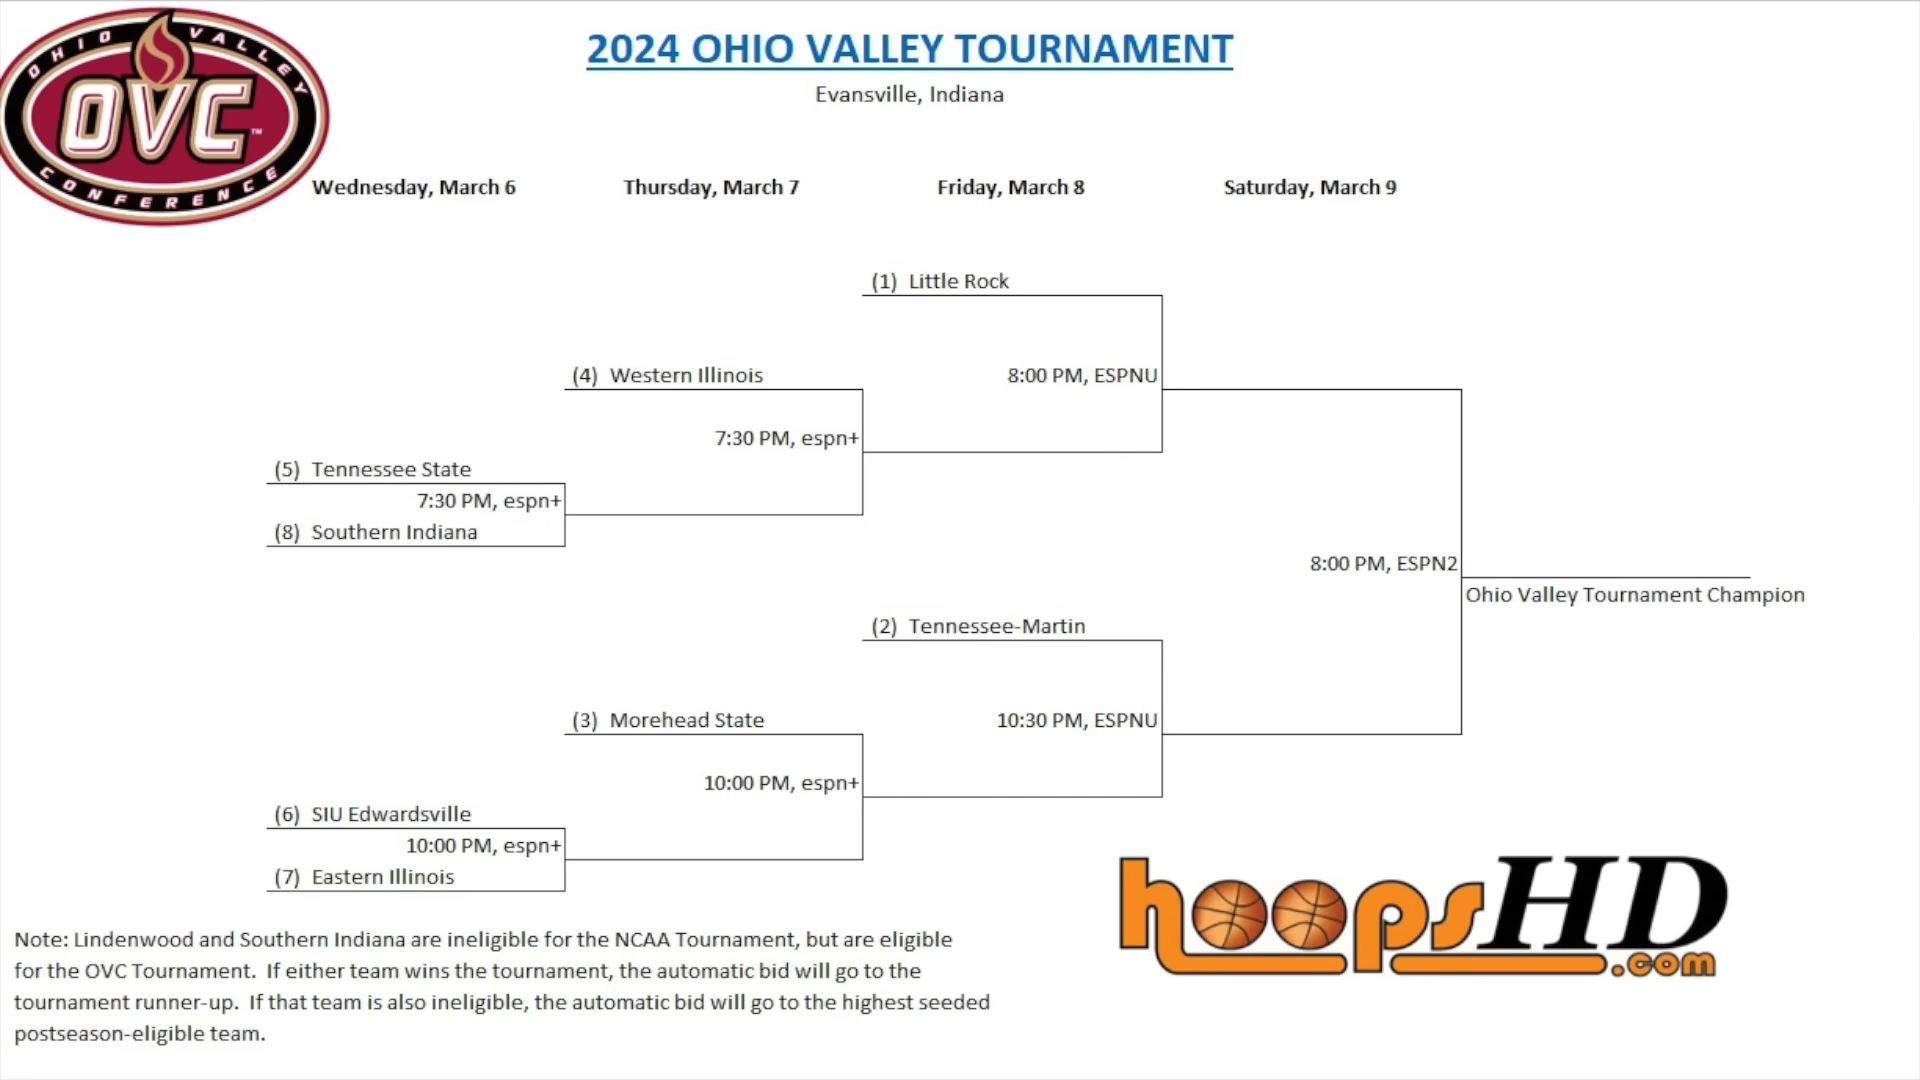 OHIO VALLEY
OVC™
CONFERENCE
2024 OHIO VALLEY TOURNAMENT
Evansville, Indiana
Wednesday, March 6
Thursday, March 7
Friday, March 8
Saturday, March 9
(1) Little Rock
(4) Western Illinois
8:00 PM, ESPNU
7:30 PM, espn+
(5) Tennessee State
7:30 PM, espn+
(8) Southern Indiana
8:00 PM, ESPN2
Ohio Valley Tournament Champion
(2) Tennessee-Martin
(3) Morehead State
10:30 PM, ESPNU
10:00 PM, espn+
(6) SIU Edwardsville
10:00 PM, espn+
(7) Eastern Illinois
Note: Lindenwood and Southern Indiana are ineligible for the NCAA Tournament, but are eligible
for the OVC Tournament.  If either team wins the tournament, the automatic bid will go to the
tournament runner-up.  If that team is also ineligible, the automatic bid will go to the highest seeded
postseason-eligible team.
hoopsHD
.com